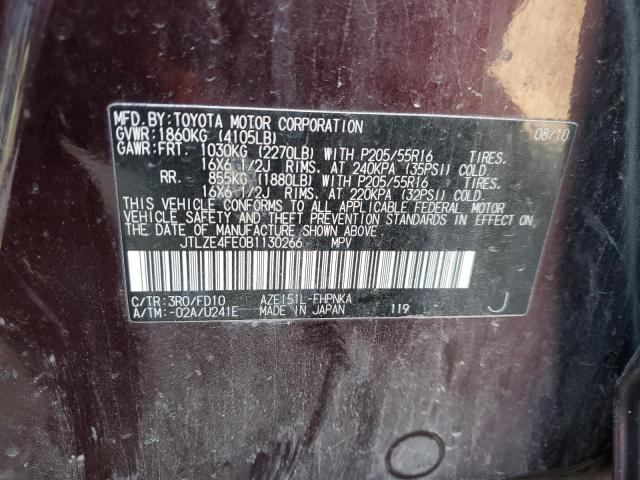 MFD.BY:TOYOTA MOTOR CORPORATION 08/10
GVWR:1860KG (4105LB)
GAWR:FRT. 1030KG (2270LB) WITH P205/55R16 TIRES.
16X6 1/2J RIMS. AT 240KPA (35PSI) COLD
RR. 855KG (1880LB) WITH P205/55R16 TIRES.
16X6 1/2J RIMS. AT 220KPA (32PSI) COLD.
THIS VEHICLE CONFORMS TO ALL APPLICABLE FEDERAL MOTOR
VEHICLE SAFETY AND THEFT PREVENTION STANDARDS IN EFFECT ON
THE DATE OF MANUFACTURE SHOWN ABOVE.
JTLZE4FE0B1130266 MPV
C/TR:3R0/FD10 AZE151L-FHPNKA
A/TM:-02A/U241E MADE IN JAPAN 119 J